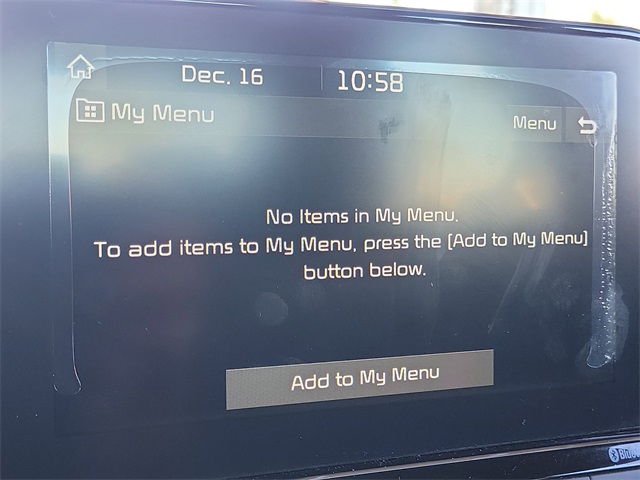 Dec. 16 10:58
My Menu
Menu
No Items in My Menu.
To add items to My Menu, press the [Add to My Menu]
button below.
Add to My Menu